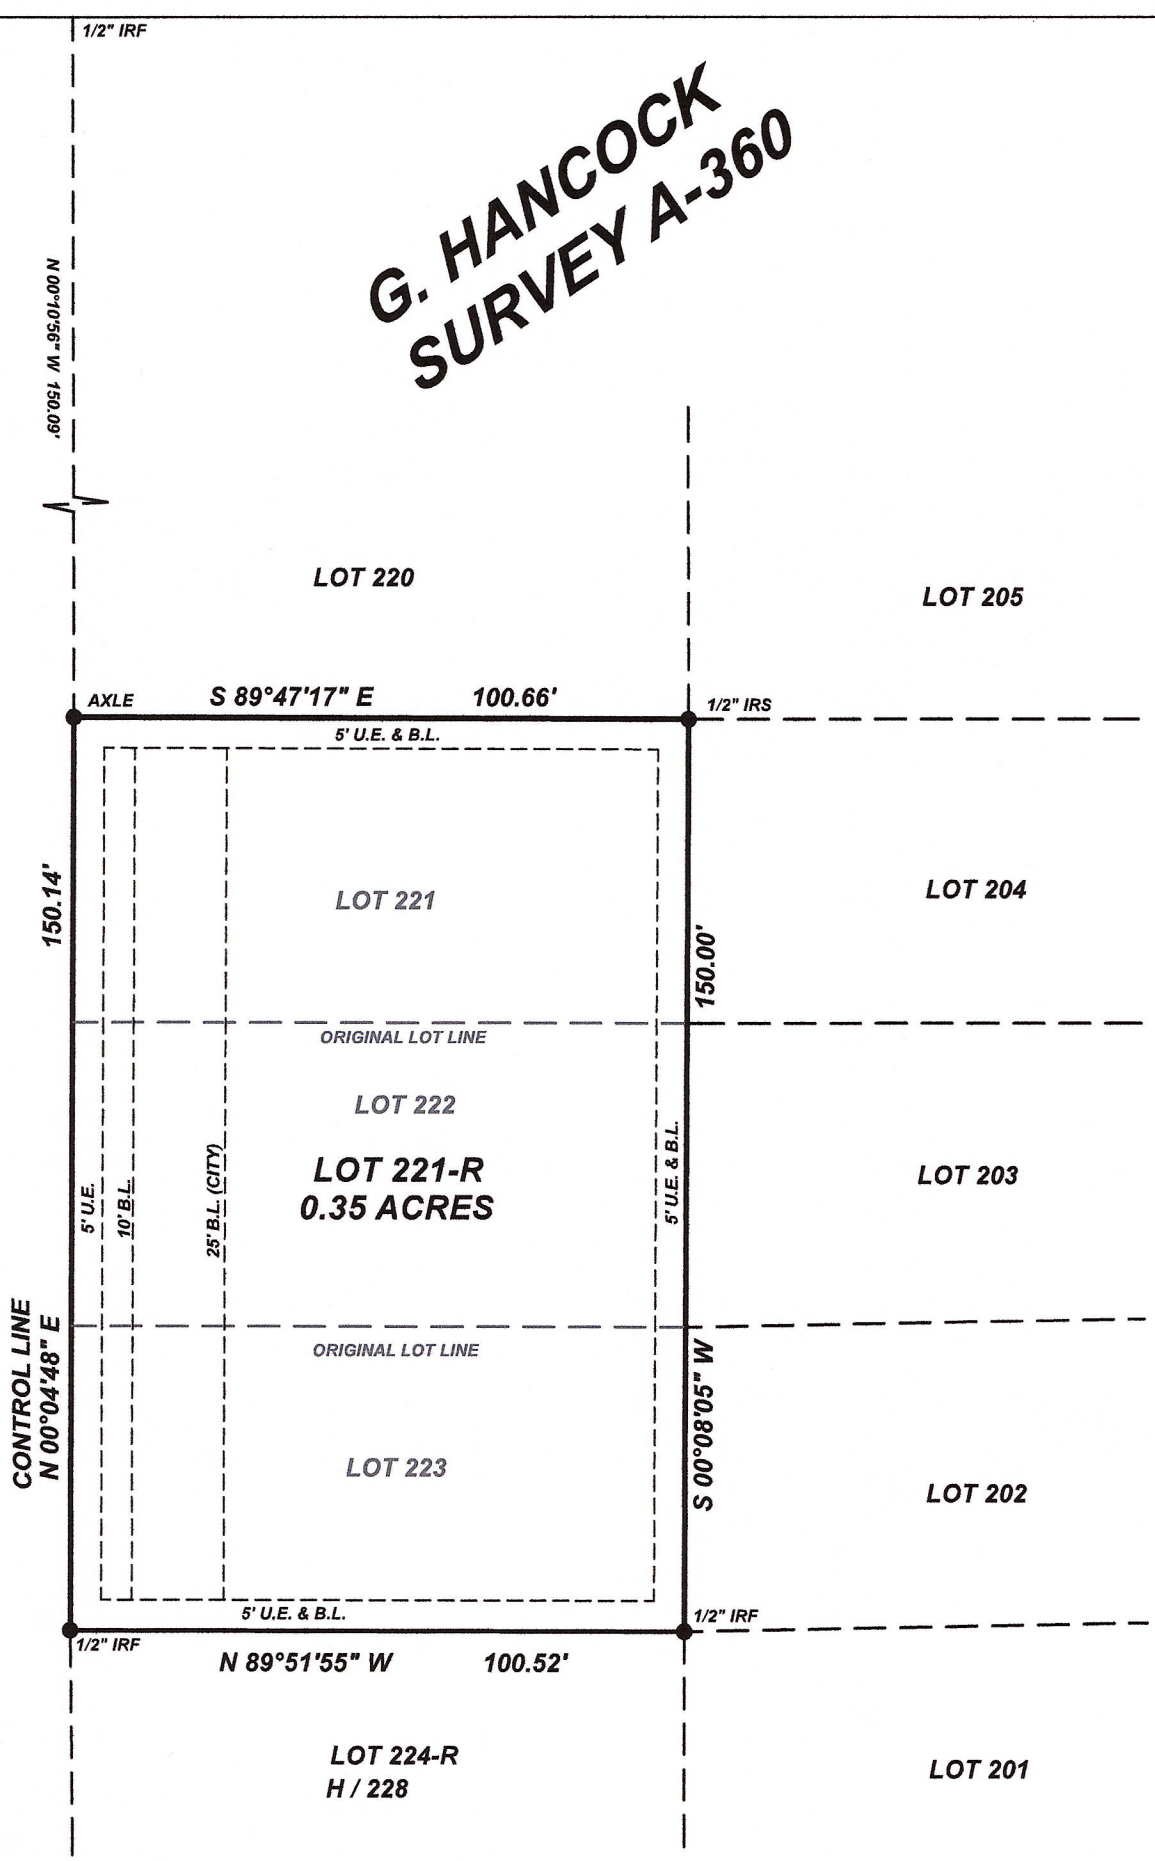 1/2" IRF
G. HANCOCK
SURVEY A-360
N 00°10'56" W 150.09'
LOT 220
LOT 205
AXLE
S 89°47'17" E 100.66'
1/2" IRS
5' U.E. & B.L.
LOT 221
LOT 204
150.14'
150.00'
ORIGINAL LOT LINE
LOT 222
LOT 221-R
0.35 ACRES
LOT 203
5' U.E.
10' B.L.
25' B.L. (CITY)
5' U.E. & B.L.
CONTROL LINE
N 00°04'48" E
ORIGINAL LOT LINE
S 00°08'05" W
LOT 223
LOT 202
5' U.E. & B.L.
1/2" IRF
1/2" IRF
N 89°51'55" W 100.52'
LOT 224-R
H / 228
LOT 201